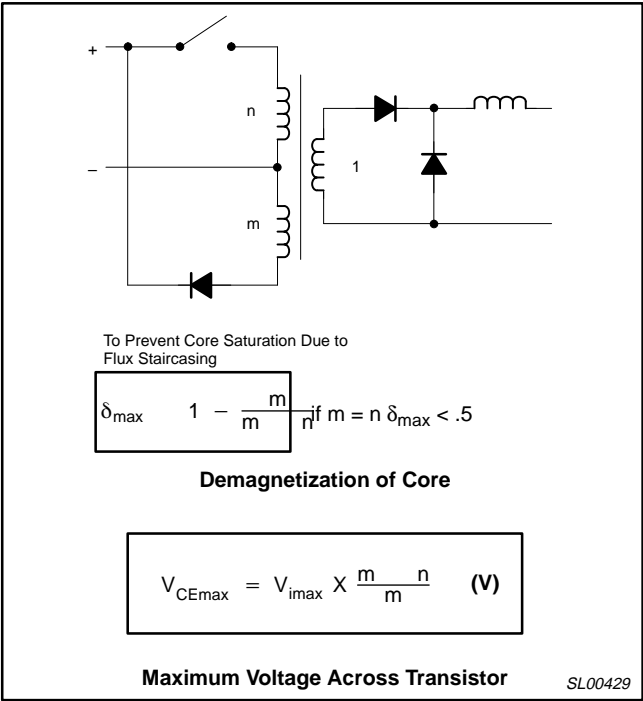 +
n
–
1
m
To Prevent Core Saturation Due to
Flux Staircasing
δmax 1 − m / m n if m = n δmax < .5
Demagnetization of Core
VCEmax = Vimax X m n / m (V)
Maximum Voltage Across Transistor
SL00429